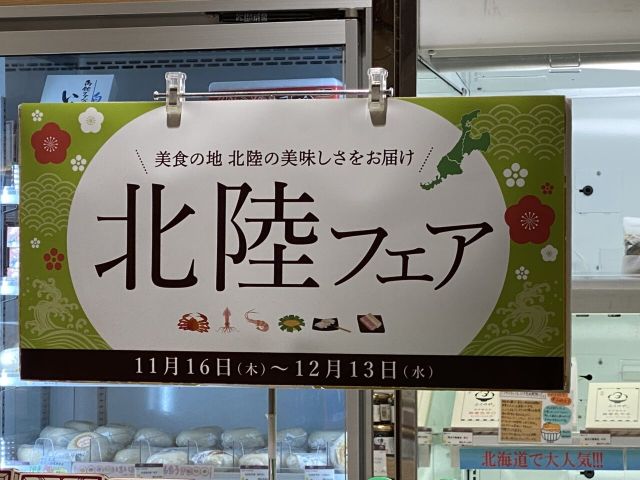 美食の地 北陸の美味しさをお届け
北陸フェア
11月16日(木)～12月13日(水)
北海道で大人気!!!